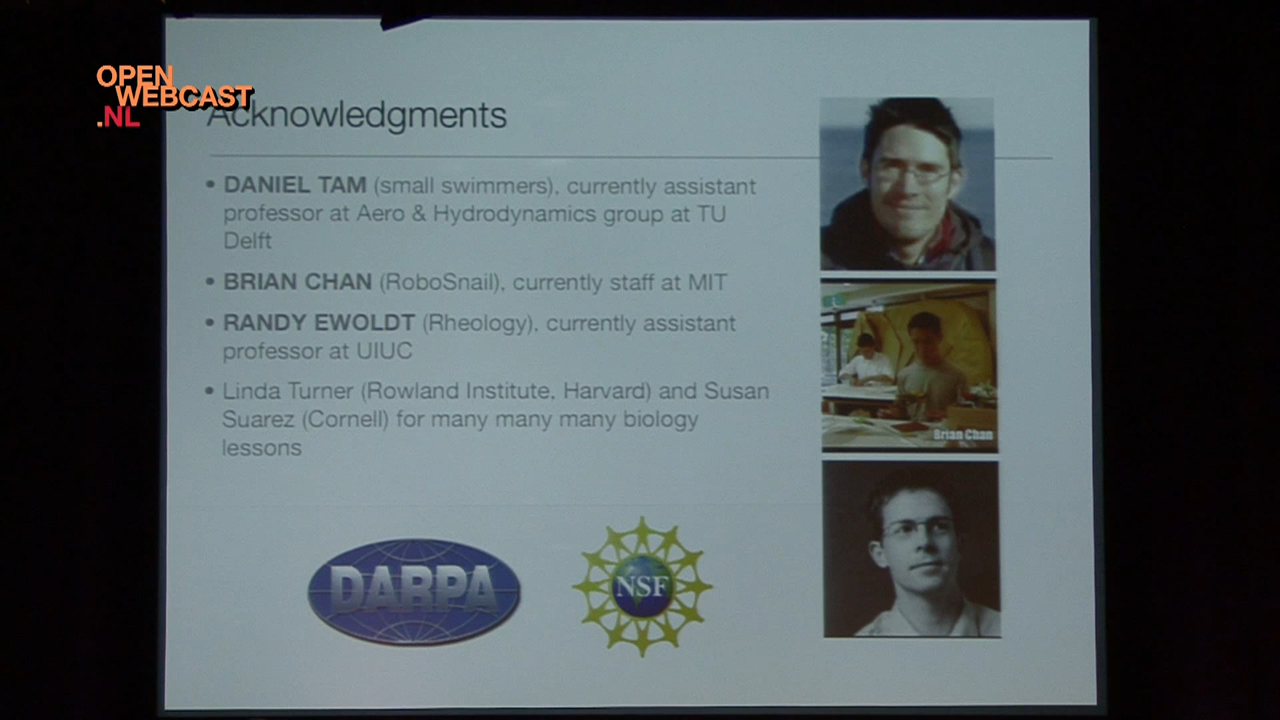 OPEN
WEBCAST
.NL
Acknowledgments
• DANIEL TAM (small swimmers), currently assistant
professor at Aero & Hydrodynamics group at TU
Delft
• BRIAN CHAN (RoboSnail), currently staff at MIT
• RANDY EWOLDT (Rheology), currently assistant
professor at UIUC
• Linda Turner (Rowland Institute, Harvard) and Susan
Suarez (Cornell) for many many many biology
lessons
Brian Chan
DARPA
NSF